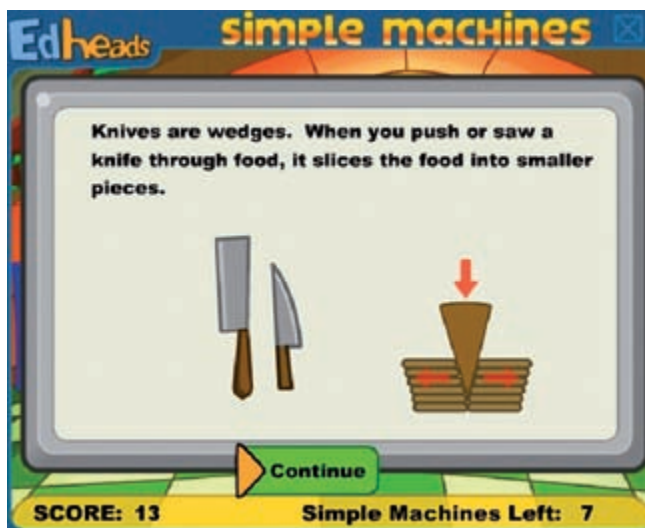 Edheads
simple machines
Knives are wedges.  When you push or saw a
knife through food, it slices the food into smaller
pieces.
Continue
SCORE: 13
Simple Machines Left: 7